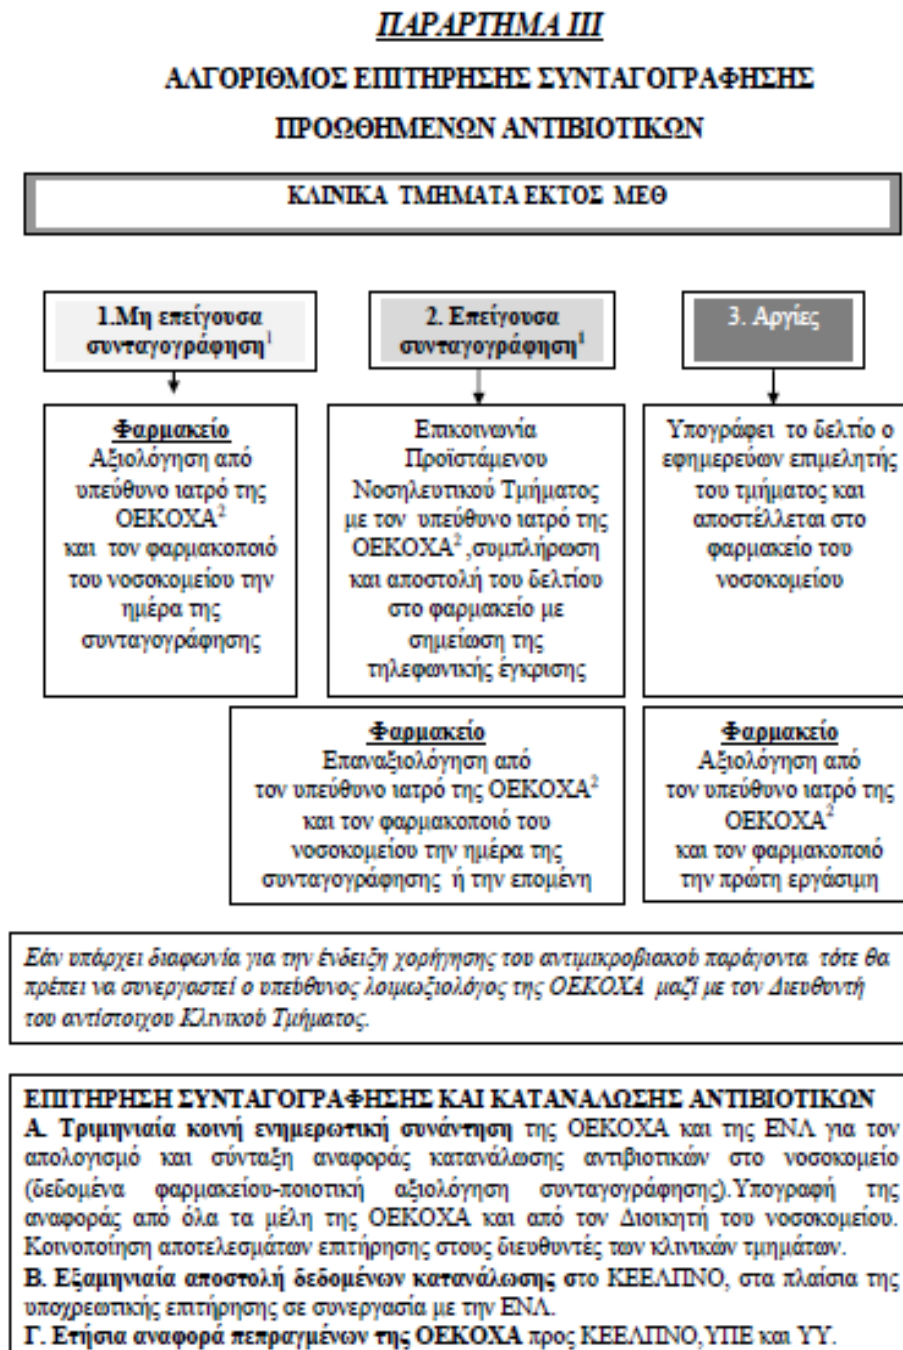 ΠΑΡΑΡΤΗΜΑ ΙΙΙ
ΑΛΓΟΡΙΘΜΟΣ ΕΠΙΤΗΡΗΣΗΣ ΣΥΝΤΑΓΟΓΡΑΦΗΣΗΣ
ΠΡΟΩΘΗΜΕΝΩΝ ΑΝΤΙΒΙΟΤΙΚΩΝ
ΚΛΙΝΙΚΑ ΤΜΗΜΑΤΑ ΕΚΤΟΣ ΜΕΘ
1.Μη επείγουσα
συνταγογράφηση¹
Φαρμακείο
Αξιολόγηση από
υπεύθυνο ιατρό της
ΟΕΚΟΧΑ²
και τον φαρμακοποιό
του νοσοκομείου την
ημέρα της
συνταγογράφησης
2. Επείγουσα
συνταγογράφηση¹
Επικοινωνία
Προϊστάμενου
Νοσηλευτικού Τμήματος
με τον υπεύθυνο ιατρό της
ΟΕΚΟΧΑ² ,συμπλήρωση
και αποστολή του δελτίου
στο φαρμακείο με
σημείωση της
τηλεφωνικής έγκρισης
Φαρμακείο
Επαναξιολόγηση από
τον υπεύθυνο ιατρό της ΟΕΚΟΧΑ²
και τον φαρμακοποιό του
νοσοκομείου την ημέρα της
συνταγογράφησης ή την επομένη
3. Αργίες
Υπογράφει το δελτίο ο
εφημερεύων επιμελητής
του τμήματος και
αποστέλλεται στο
φαρμακείο του
νοσοκομείου
Φαρμακείο
Αξιολόγηση από
τον υπεύθυνο ιατρό της
ΟΕΚΟΧΑ²
και τον φαρμακοποιό
την πρώτη εργάσιμη
Εάν υπάρχει διαφωνία για την ένδειξη χορήγησης του αντιμικροβιακού παράγοντα τότε θα
πρέπει να συνεργαστεί ο υπεύθυνος λοιμωξιολόγος της ΟΕΚΟΧΑ μαζί με τον Διευθυντή
του αντίστοιχου Κλινικού Τμήματος.
ΕΠΙΤΗΡΗΣΗ ΣΥΝΤΑΓΟΓΡΑΦΗΣΗΣ ΚΑΙ ΚΑΤΑΝΑΛΩΣΗΣ ΑΝΤΙΒΙΟΤΙΚΩΝ
Α. Τριμηνιαία κοινή ενημερωτική συνάντηση της ΟΕΚΟΧΑ και της ΕΝΛ για τον
απολογισμό και σύνταξη αναφοράς κατανάλωσης αντιβιοτικών στο νοσοκομείο
(δεδομένα φαρμακείου-ποιοτική αξιολόγηση συνταγογράφησης).Υπογραφή της
αναφοράς από όλα τα μέλη της ΟΕΚΟΧΑ και από τον Διοικητή του νοσοκομείου.
Κοινοποίηση αποτελεσμάτων επιτήρησης στους διευθυντές των κλινικών τμημάτων.
Β. Εξαμηνιαία αποστολή δεδομένων κατανάλωσης στο ΚΕΕΛΠΝΟ, στα πλαίσια της
υποχρεωτικής επιτήρησης σε συνεργασία με την ΕΝΛ.
Γ. Ετήσια αναφορά πεπραγμένων της ΟΕΚΟΧΑ προς ΚΕΕΛΠΝΟ,ΥΠΕ και ΥΥ.